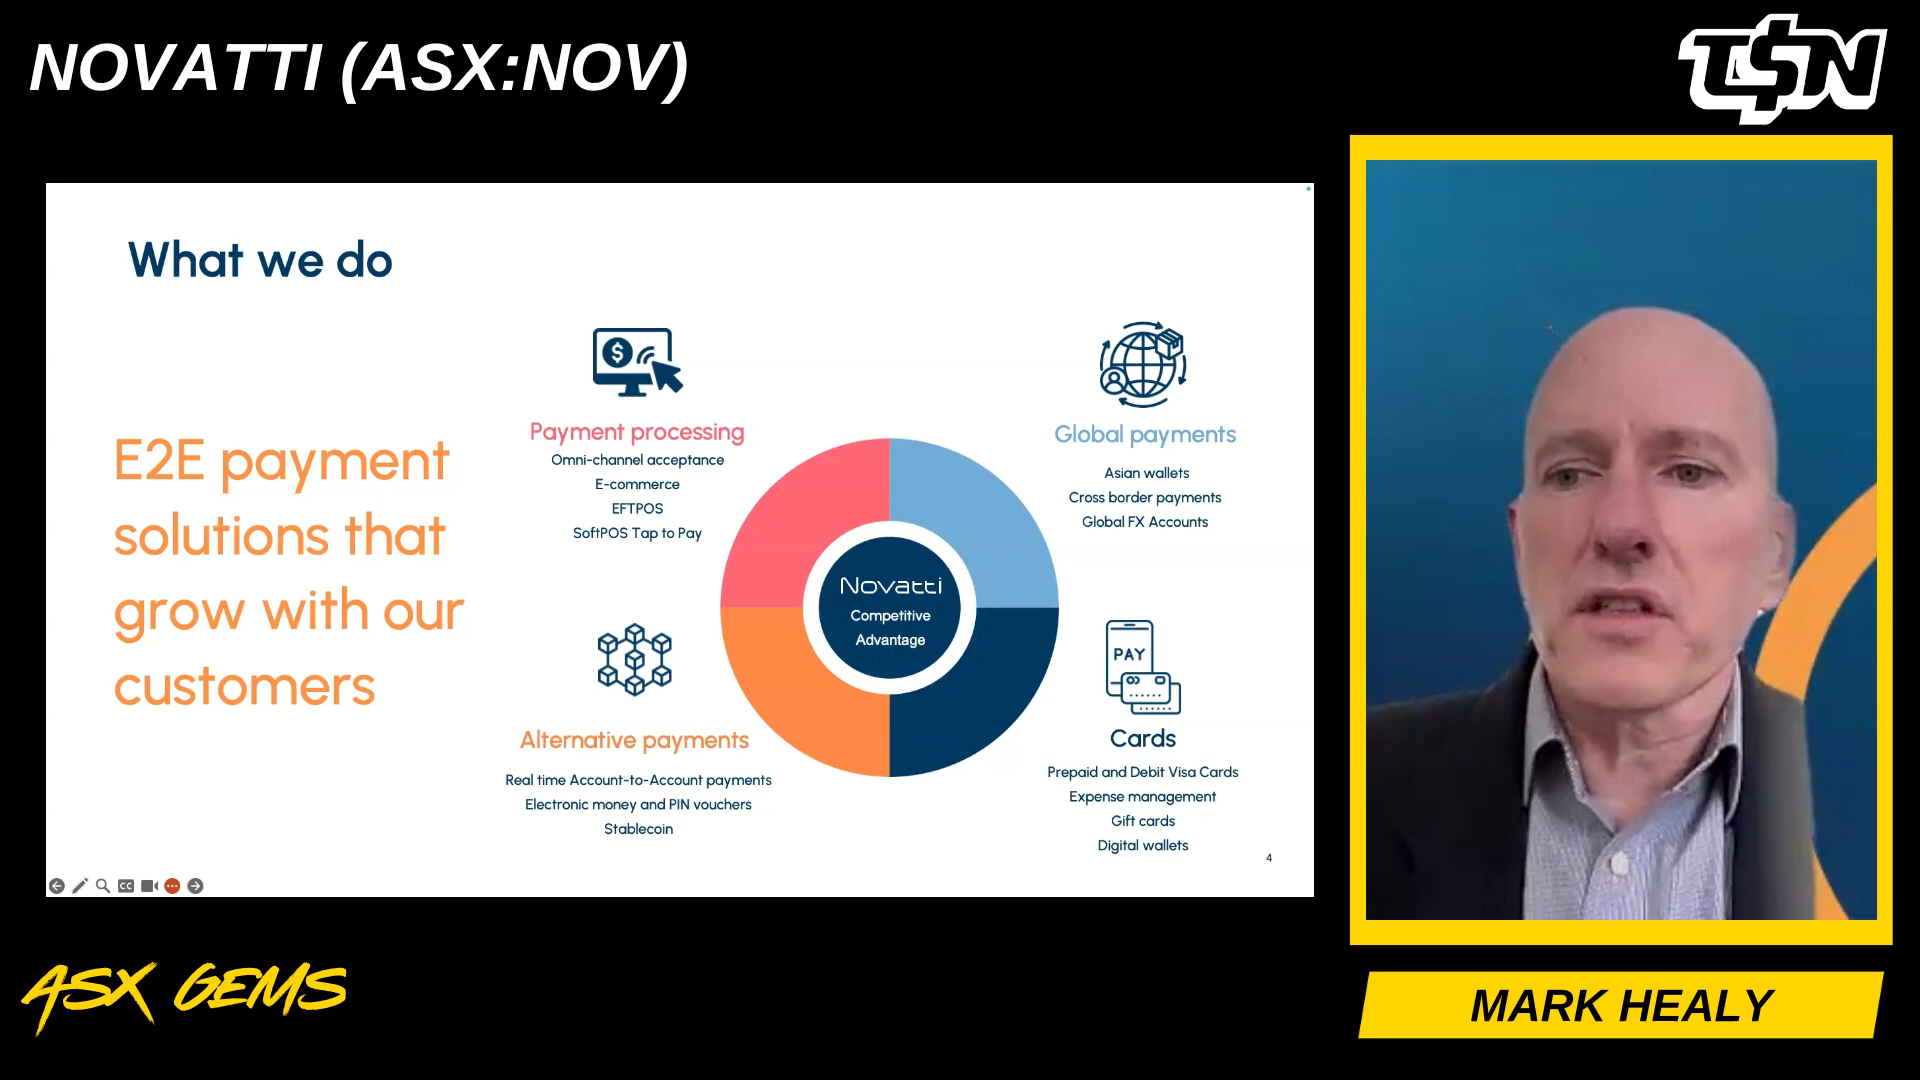 NOVATTI (ASX:NOV)
T$N
What we do
E2E payment
solutions that
grow with our
customers
Payment processing
Omni-channel acceptance
E-commerce
EFTPOS
SoftPOS Tap to Pay
Global payments
Asian wallets
Cross border payments
Global FX Accounts
Novatti
Competitive
Advantage
Alternative payments
Real time Account-to-Account payments
Electronic money and PIN vouchers
Stablecoin
PAY
Cards
Prepaid and Debit Visa Cards
Expense management
Gift cards
Digital wallets
4
CC
ASX GEMS
MARK HEALY